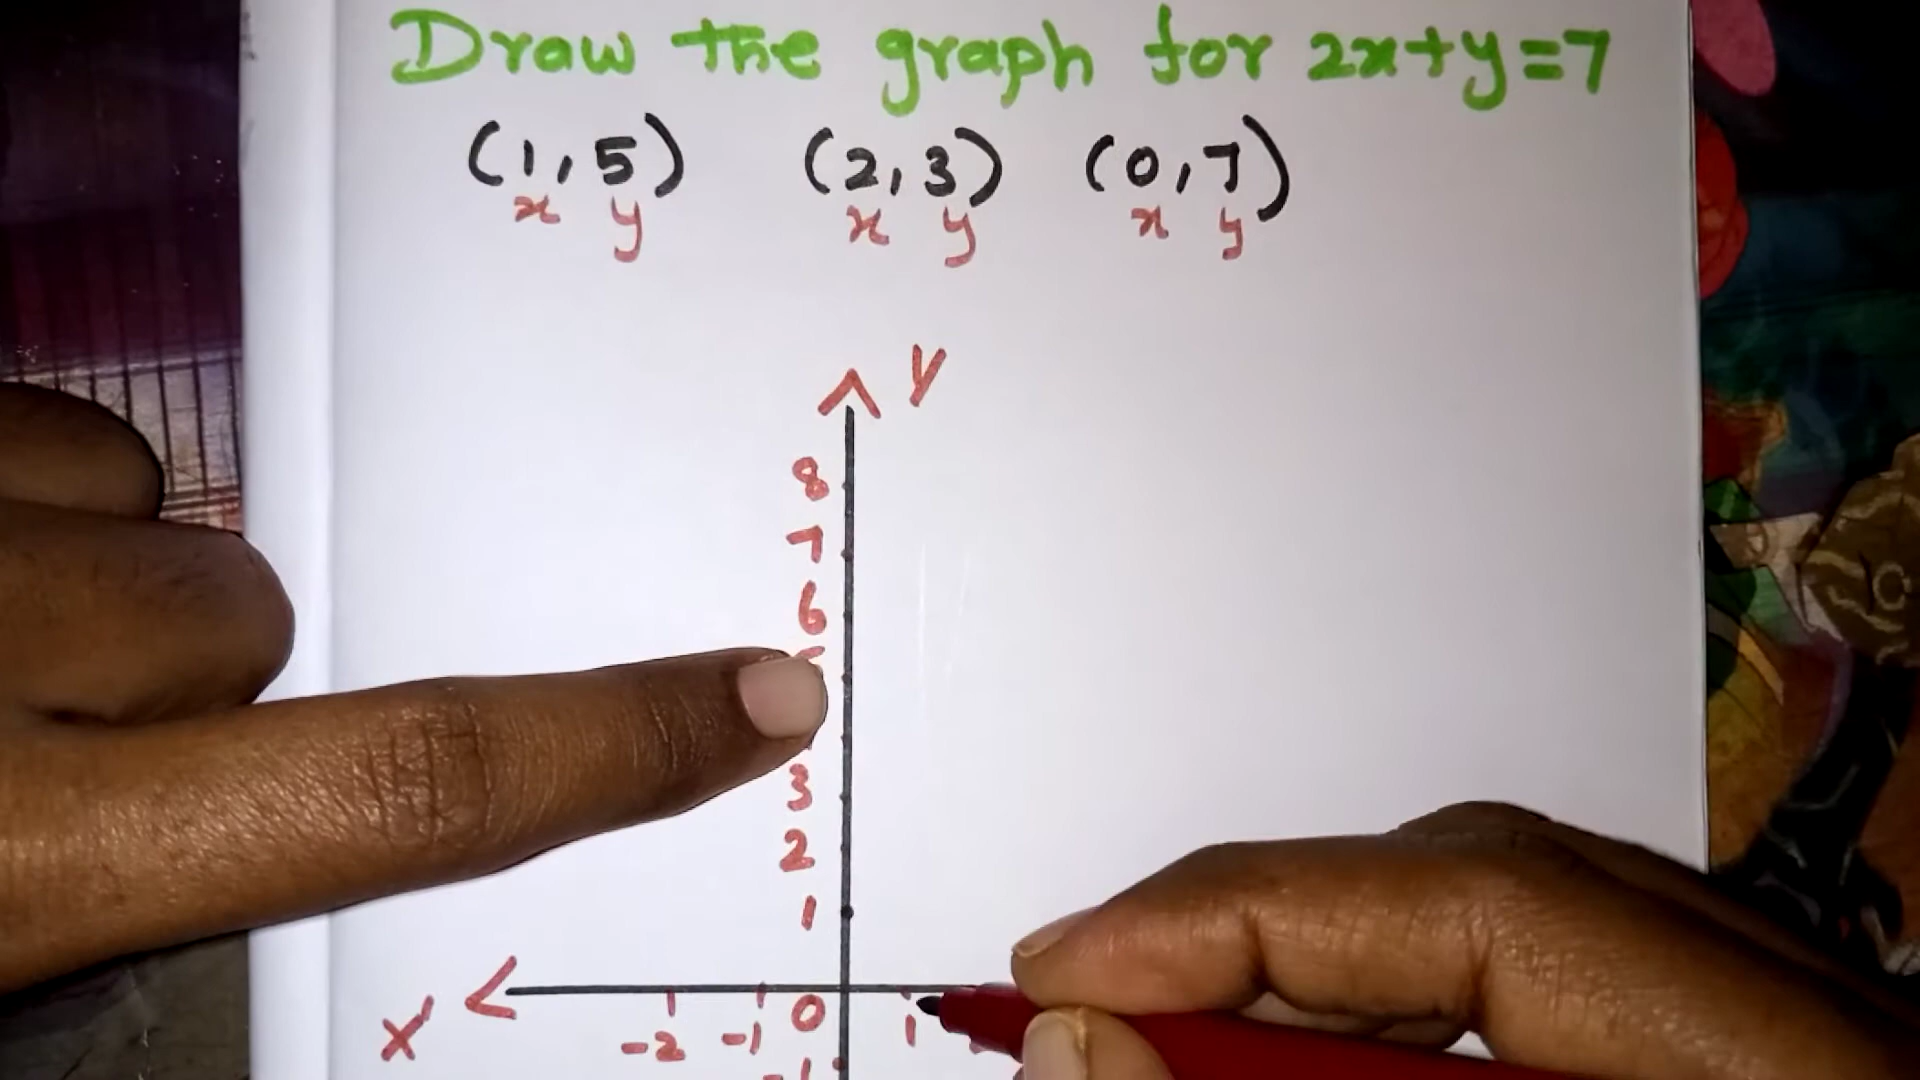 Draw the graph for 2x+y=7
(1,5) (2,3) (0,7)
x y x y x y
Y
8
7
6
3
2
1
X' -2 -1 0 1
-1